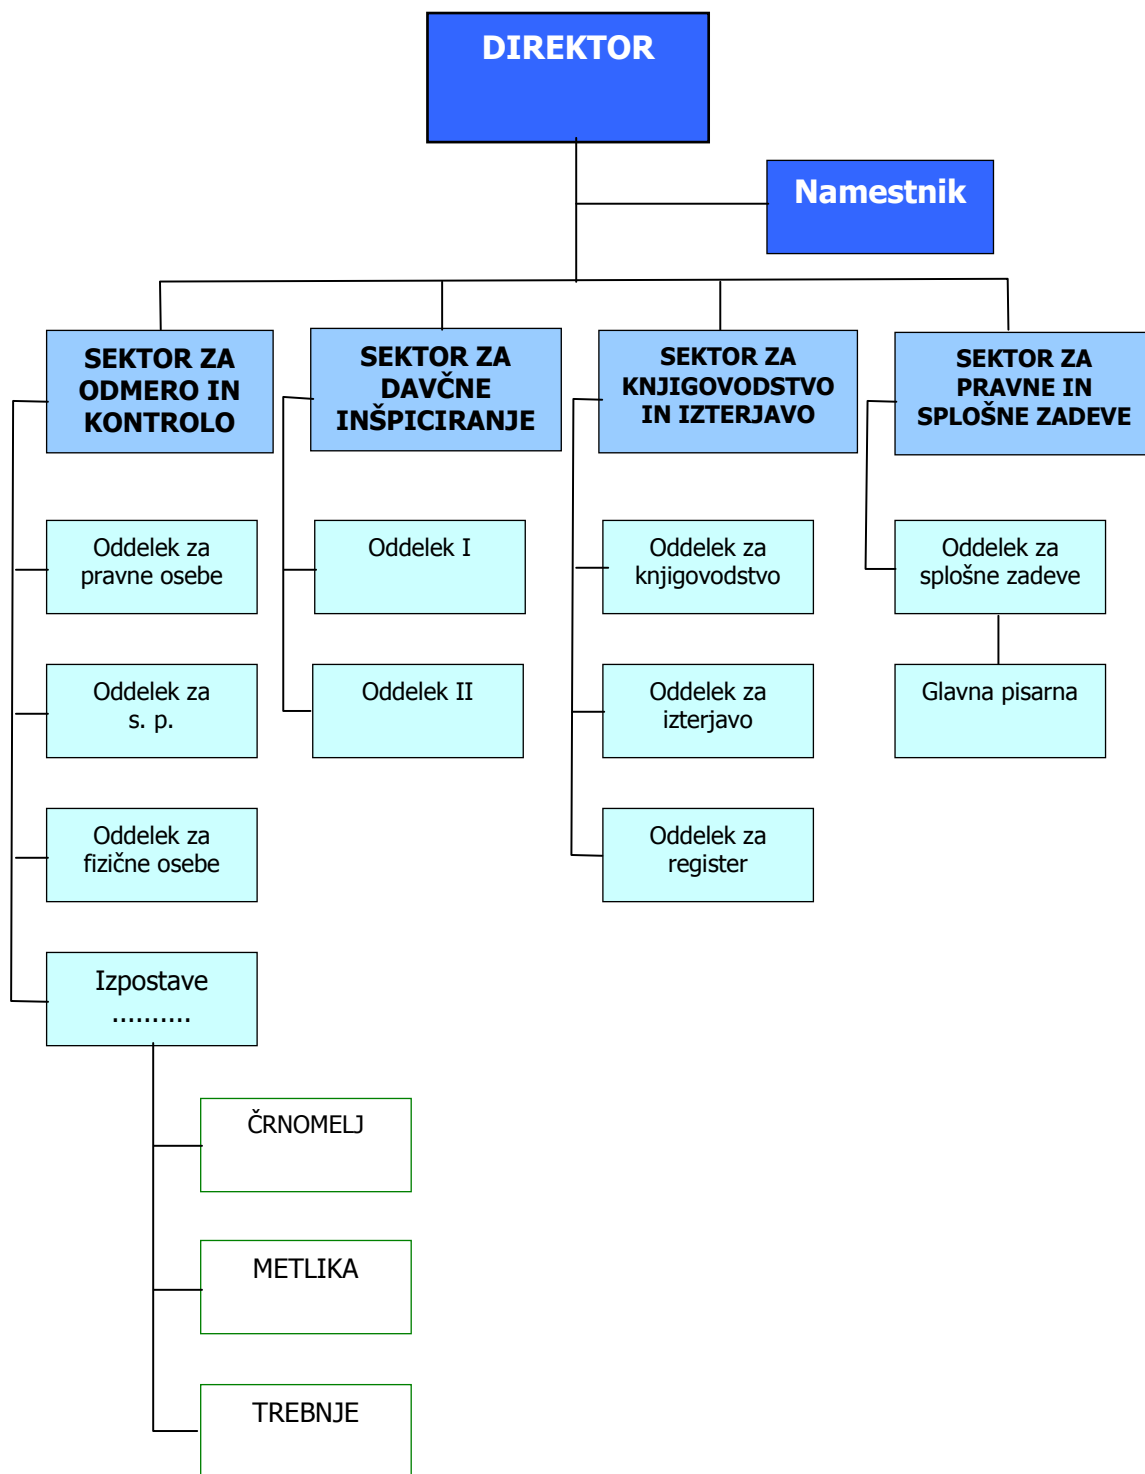 DIREKTOR
Namestnik
SEKTOR ZA
ODMERO IN
KONTROLO
SEKTOR ZA
DAVČNE
INŠPICIRANJE
SEKTOR ZA
KNJIGOVODSTVO
IN IZTERJAVO
SEKTOR ZA
PRAVNE IN
SPLOŠNE ZADEVE
Oddelek za
pravne osebe
Oddelek I
Oddelek za
knjigovodstvo
Oddelek za
splošne zadeve
Oddelek za
s. p.
Oddelek II
Oddelek za
izterjavo
Glavna pisarna
Oddelek za
fizične osebe
Oddelek za
register
Izpostave
..........
ČRNOMELJ
METLIKA
TREBNJE